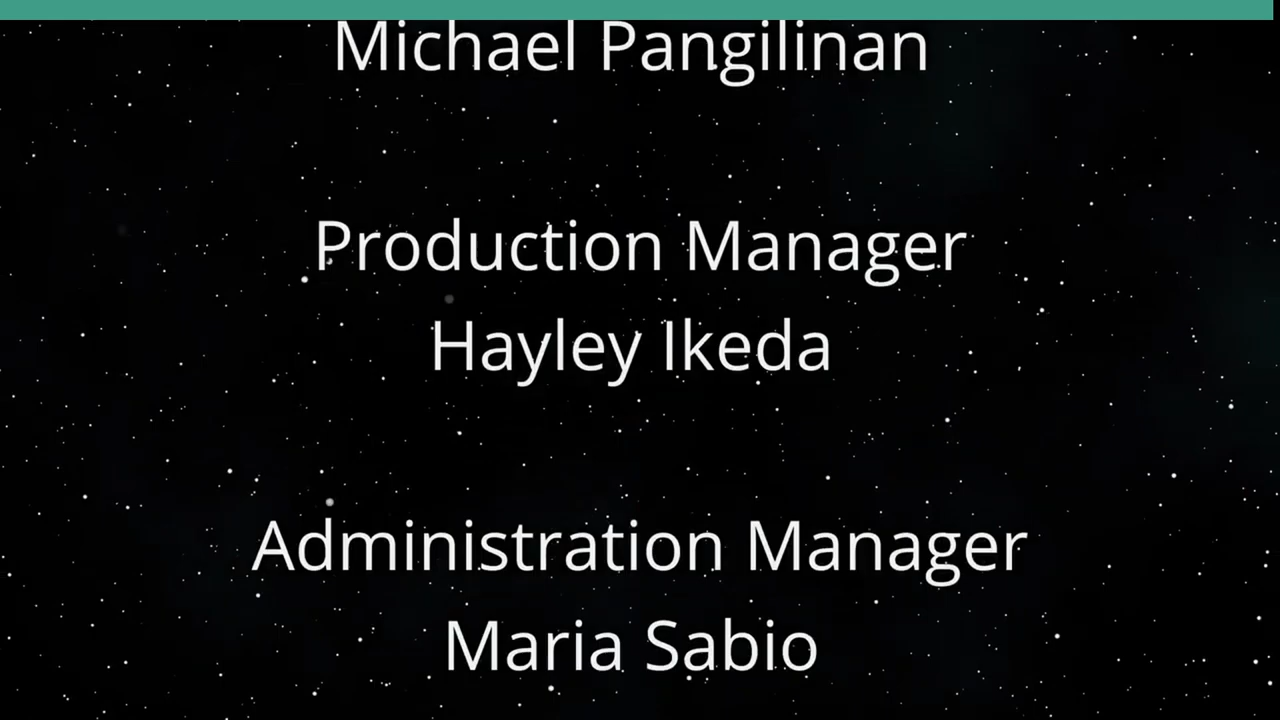 Michael Pangilinan
Production Manager
Hayley Ikeda
Administration Manager
Maria Sabio